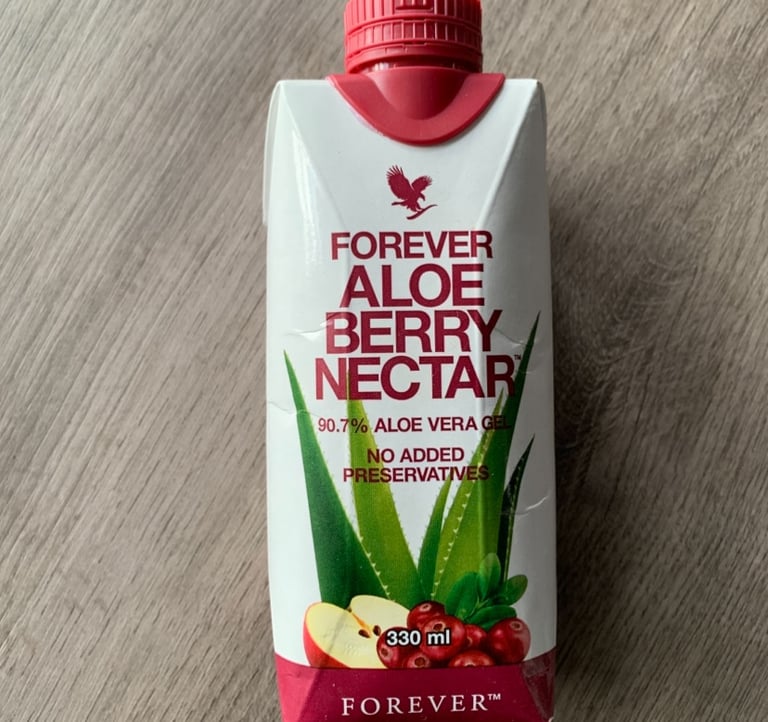 FOREVER
ALOE
BERRY
NECTAR™
90.7% ALOE VERA GEL
NO ADDED
PRESERVATIVES
330 ml
FOREVER™